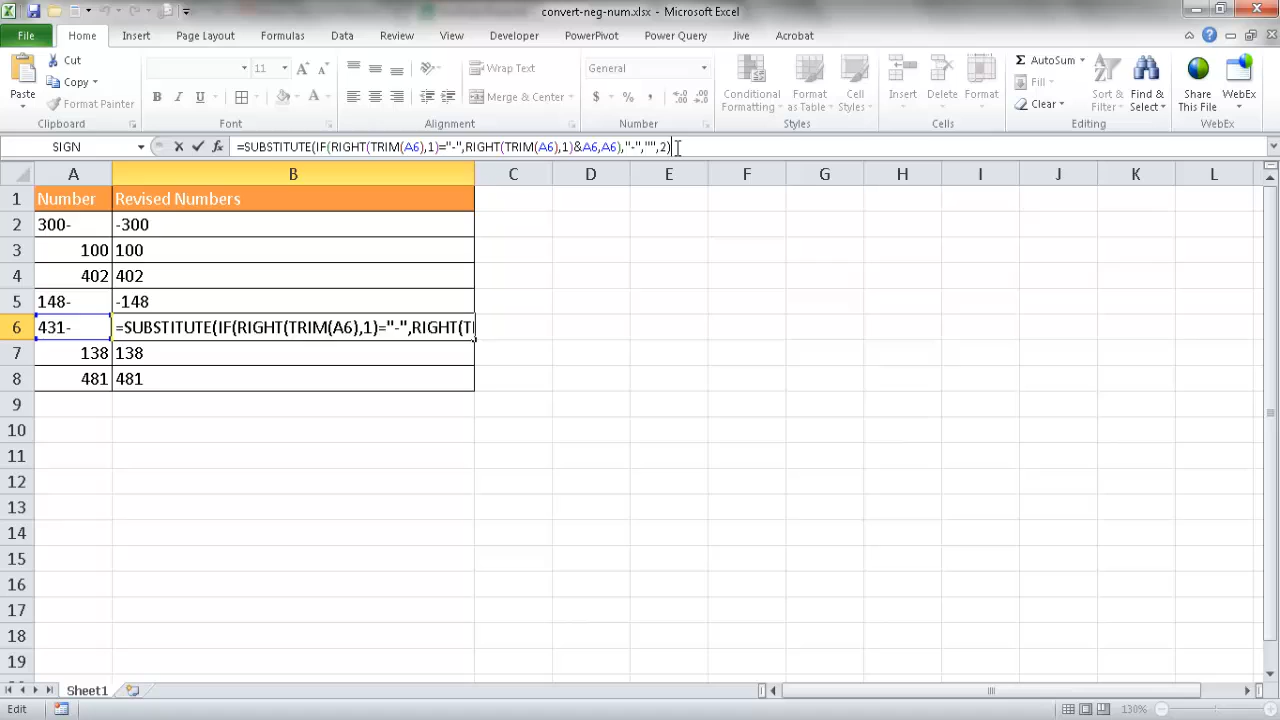 convert-neg-num.xlsx - Microsoft Excel
File Home Insert Page Layout Formulas Data Review View Developer PowerPivot Power Query Jive Acrobat
Paste
Cut
Copy
Format Painter
Clipboard
11 A A
B I U A
Font
Wrap Text
Merge & Center
Alignment
General
$ % ,
Number
Conditional Formatting
Format as Table
Cell Styles
Styles
Insert
Delete
Format
Cells
Σ AutoSum
Fill
Clear
Sort & Filter
Find & Select
Editing
Share This File
WebEx
WebEx
SIGN =SUBSTITUTE(IF(RIGHT(TRIM(A6),1)="-",RIGHT(TRIM(A6),1)&A6,A6),"-","",2)
A B C D E F G H I J K L
1 Number Revised Numbers
2 300- -300
3 100 100
4 402 402
5 148- -148
6 431- =SUBSTITUTE(IF(RIGHT(TRIM(A6),1)="-",RIGHT(TI
7 138 138
8 481 481
9
10
11
12
13
14
15
16
17
18
19
Sheet1
Edit 130%